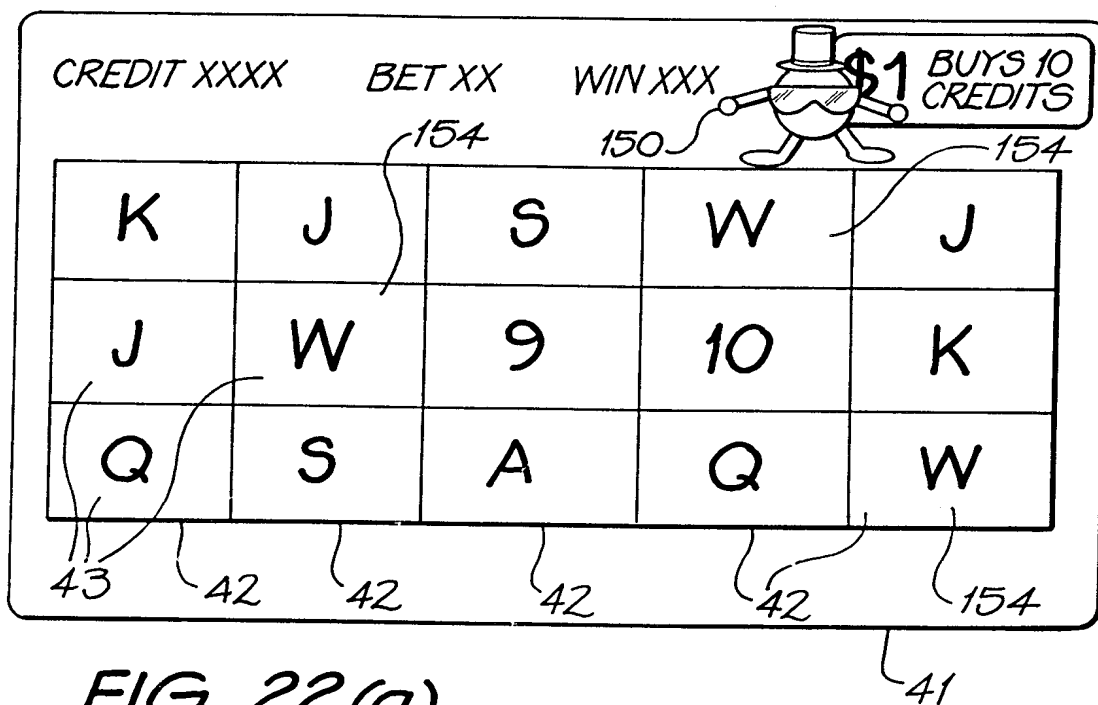 CREDIT XXXX BET XX WIN XXX $1 BUYS 10
CREDITS
154 150 154
K J S W J
J W 9 10 K
Q S A Q W
43 42 42 42 42 154
41
FIG. 22(a)